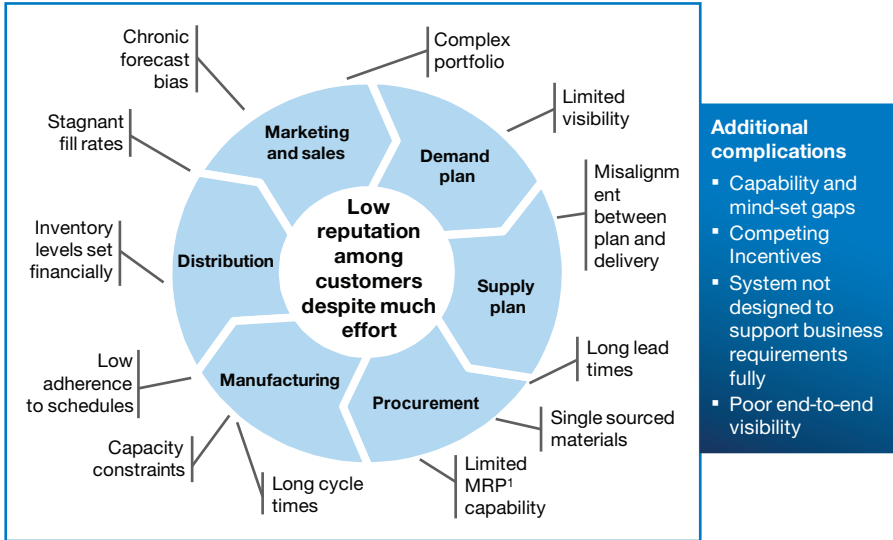 Chronic
forecast
bias
Complex
portfolio
Stagnant
fill rates
Limited
visibility
Marketing
and sales
Demand
plan
Misalignm
ent
between
plan and
delivery
Inventory
levels set
financially
Distribution
Low
reputation
among
customers
despite much
effort
Supply
plan
Low
adherence
to schedules
Manufacturing
Procurement
Long lead
times
Single sourced
materials
Capacity
constraints
Long cycle
times
Limited
MRP¹
capability
Additional
complications
▪ Capability and
mind-set gaps
▪ Competing
Incentives
▪ System not
designed to
support business
requirements
fully
▪ Poor end-to-end
visibility